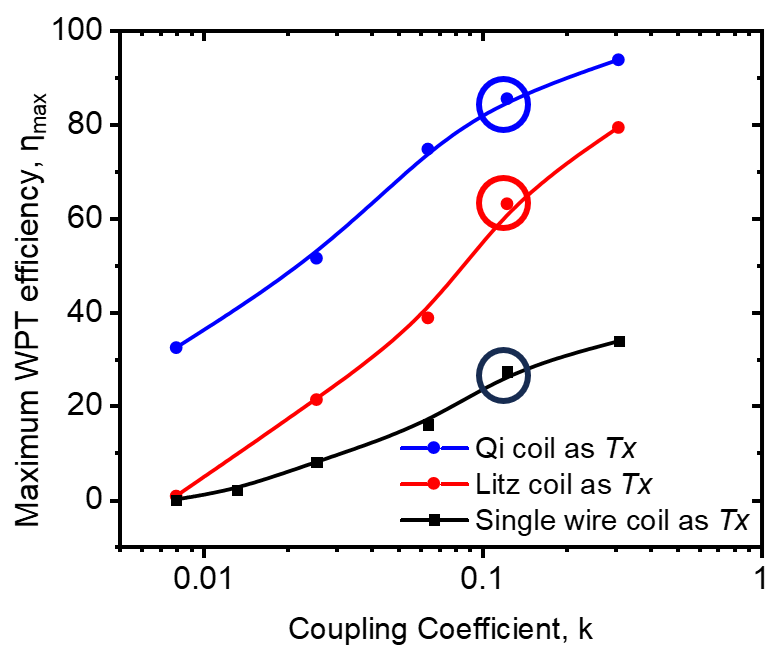 Maximum WPT efficiency, ηmax
100
80
60
40
20
0
Qi coil as Tx
Litz coil as Tx
Single wire coil as Tx
0.01
0.1
1
Coupling Coefficient, k